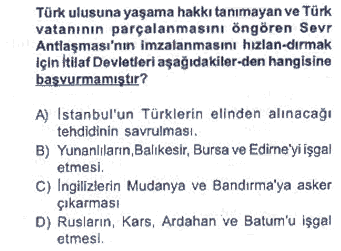 Türk ulusuna yaşama hakkı tanımayan ve Türk
vatanının parçalanmasını öngören Sevr
Antlaşması'nın imzalanmasını hızlan-dırmak
için İtilaf Devletleri aşağıdakiler-den hangisine
başvurmamıştır?
A) İstanbul'un Türklerin elinden alınacağı
tehdidinin savrulması.
B) Yunanlıların,Balıkesir, Bursa ve Edirne'yi işgal
etmesi.
C) İngilizlerin Mudanya ve Bandırma'ya asker
çıkarması
D) Rusların, Kars, Ardahan ve Batum'u işgal
etmesi.